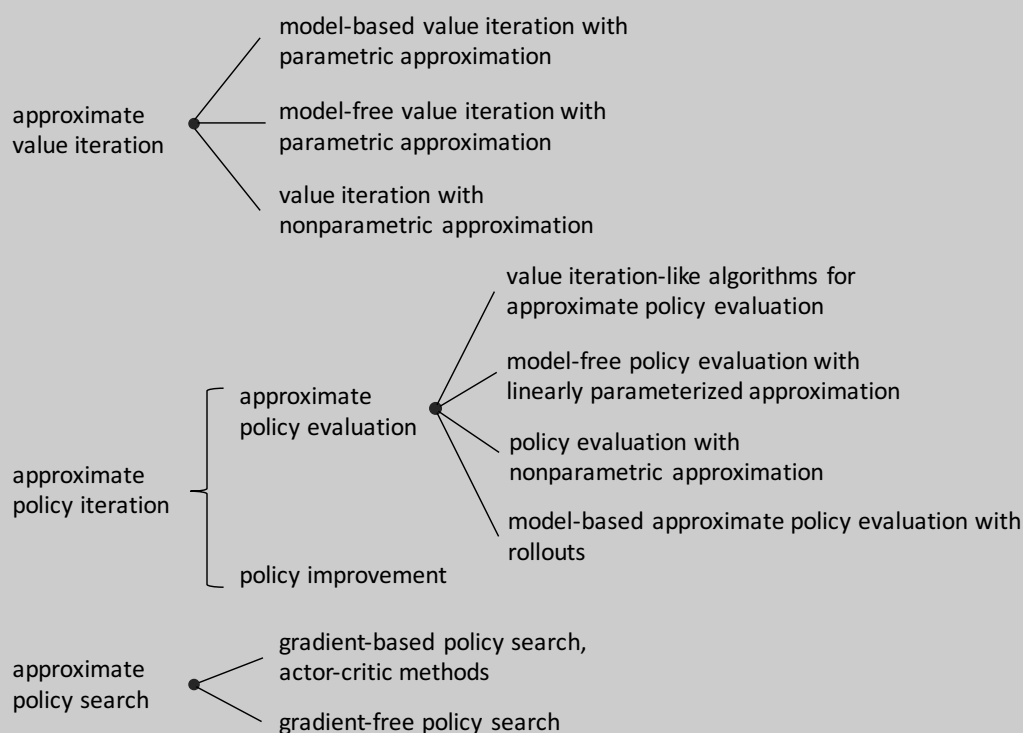 model-based value iteration with
parametric approximation
approximate
value iteration
model-free value iteration with
parametric approximation
value iteration with
nonparametric approximation
value iteration-like algorithms for
approximate policy evaluation
model-free policy evaluation with
linearly parameterized approximation
approximate
policy evaluation
policy evaluation with
nonparametric approximation
approximate
policy iteration
model-based approximate policy evaluation with
rollouts
policy improvement
approximate
policy search
gradient-based policy search,
actor-critic methods
gradient-free policy search